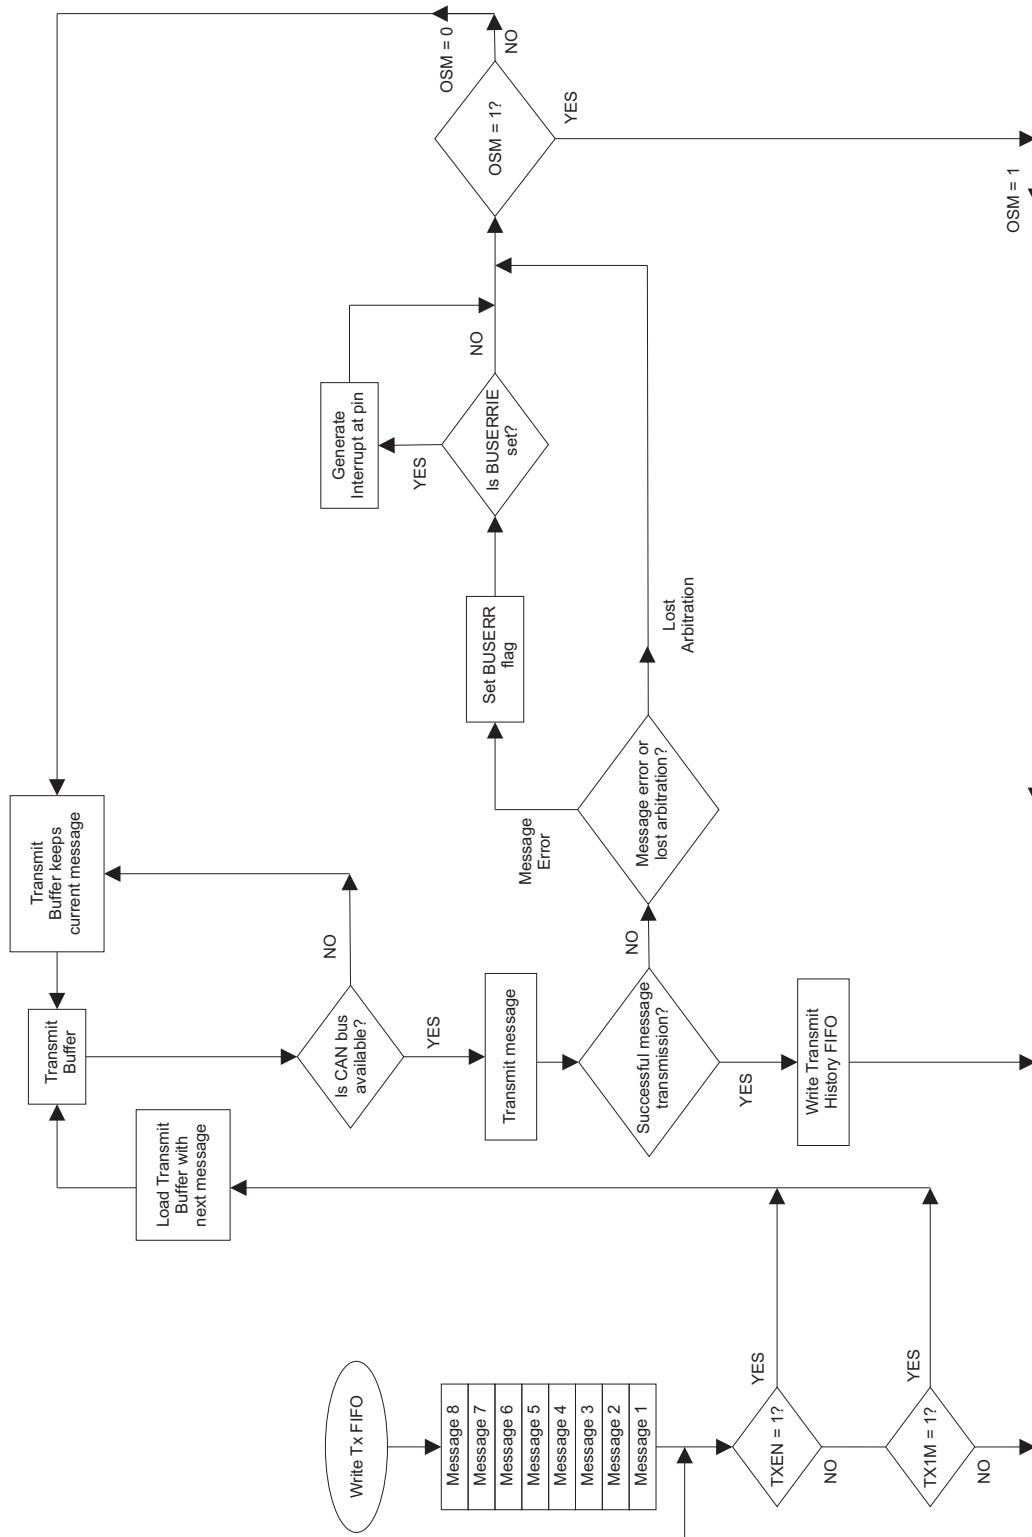 Write Tx FIFO
Message 8
Message 7
Message 6
Message 5
Message 4
Message 3
Message 2
Message 1
TXEN = 1?
YES
NO
TX1M = 1?
YES
NO
Load Transmit
Buffer with
next message
Transmit
Buffer
Transmit
Buffer keeps
current message
Is CAN bus
available?
NO
YES
Transmit message
Successful message
transmission?
NO
YES
Write Transmit
History FIFO
Message error or
lost arbitration?
Message
Error
Lost
Arbitration
Set BUSERR
flag
Is BUSERRIE
set?
YES
NO
Generate
Interrupt at pin
OSM = 1?
NO
OSM = 0
YES
OSM = 1